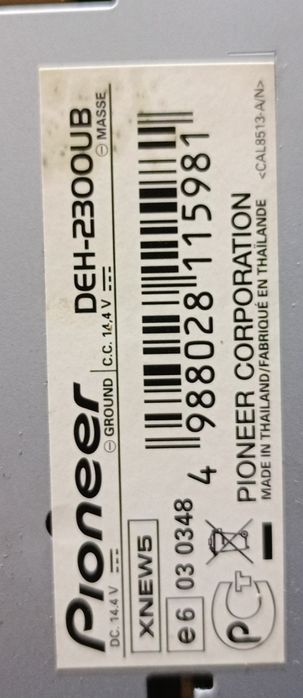 Pioneer DEH-2300UB
DC. 14.4 V ⎓ ⊖ GROUND | C.C. 14,4 V ⎓ ⊖ MASSE
XNEW5
e6 03 0348
4 988028 115981
PIONEER CORPORATION
MADE IN THAILAND/FABRIQUÉ EN THAÏLANDE <CAL8513-A/N>